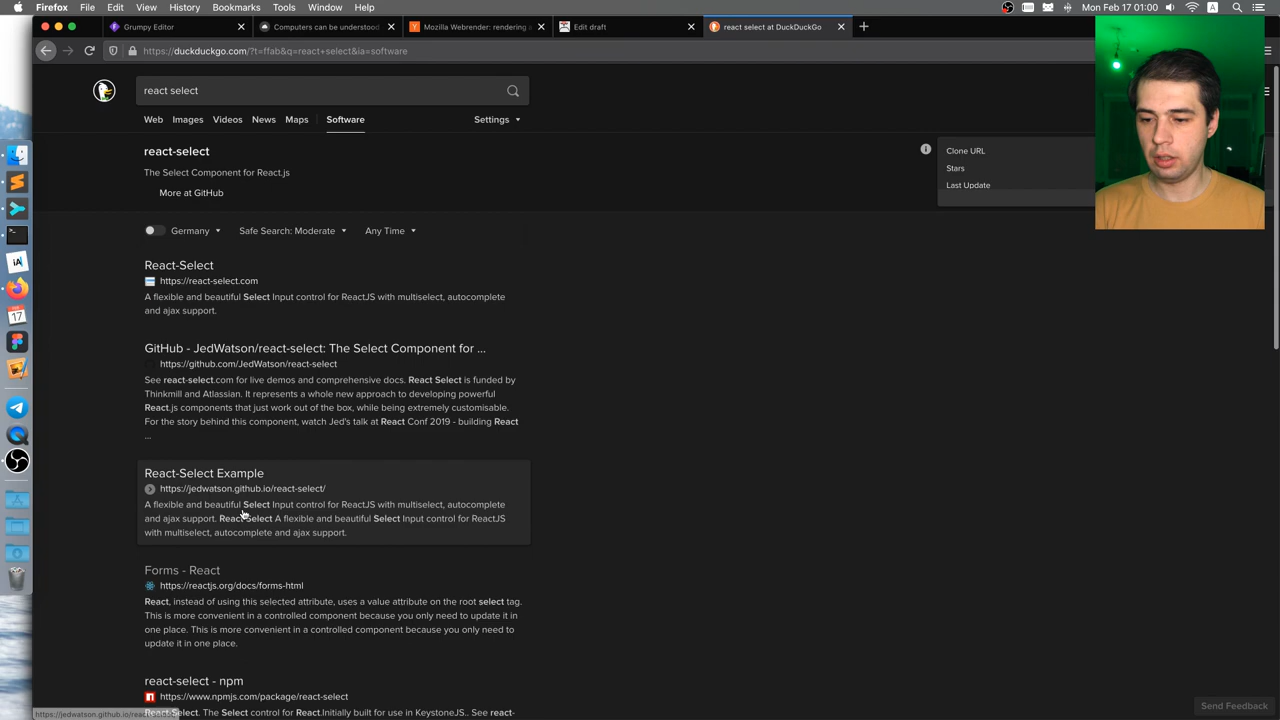 Firefox File Edit View History Bookmarks Tools Window Help
A Mon Feb 17 01:00
Grumpy Editor
Computers can be understood
Mozilla Webrender: rendering
Edit draft
react select at DuckDuckGo
https://duckduckgo.com/?t=ffab&q=react+select&ia=software
react select
Web Images Videos News Maps Software Settings
react-select
The Select Component for React.js
More at GitHub
Clone URL
Stars
Last Update
Germany Safe Search: Moderate Any Time
React-Select
https://react-select.com
A flexible and beautiful Select Input control for ReactJS with multiselect, autocomplete
and ajax support.
GitHub - JedWatson/react-select: The Select Component for ...
https://github.com/JedWatson/react-select
See react-select.com for live demos and comprehensive docs. React Select is funded by
Thinkmill and Atlassian. It represents a whole new approach to developing powerful
React.js components that just work out of the box, while being extremely customisable.
For the story behind this component, watch Jed's talk at React Conf 2019 - building React
...
React-Select Example
https://jedwatson.github.io/react-select/
A flexible and beautiful Select Input control for ReactJS with multiselect, autocomplete
and ajax support. React-Select A flexible and beautiful Select Input control for ReactJS
with multiselect, autocomplete and ajax support.
Forms - React
https://reactjs.org/docs/forms-html
React, instead of using this selected attribute, uses a value attribute on the root select tag.
This is more convenient in a controlled component because you only need to update it in
one place. This is more convenient in a controlled component because you only need to
update it in one place.
react-select - npm
https://www.npmjs.com/package/react-select
React-Select. The Select control for React.Initially built for use in KeystoneJS.. See react-
https://jedwatson.github.io/react-
Send Feedback
iA
17